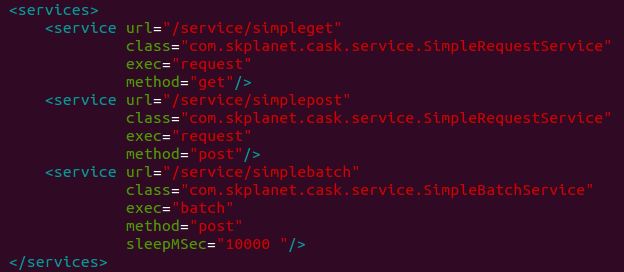 <services>
<service url="/service/simpleget"
class="com.skplanet.cask.service.SimpleRequestService"
exec="request"
method="get"/>
<service url="/service/simplepost"
class="com.skplanet.cask.service.SimpleRequestService"
exec="request"
method="post"/>
<service url="/service/simplebatch"
class="com.skplanet.cask.service.SimpleBatchService"
exec="batch"
method="post"
sleepMSec="10000 "/>
</services>